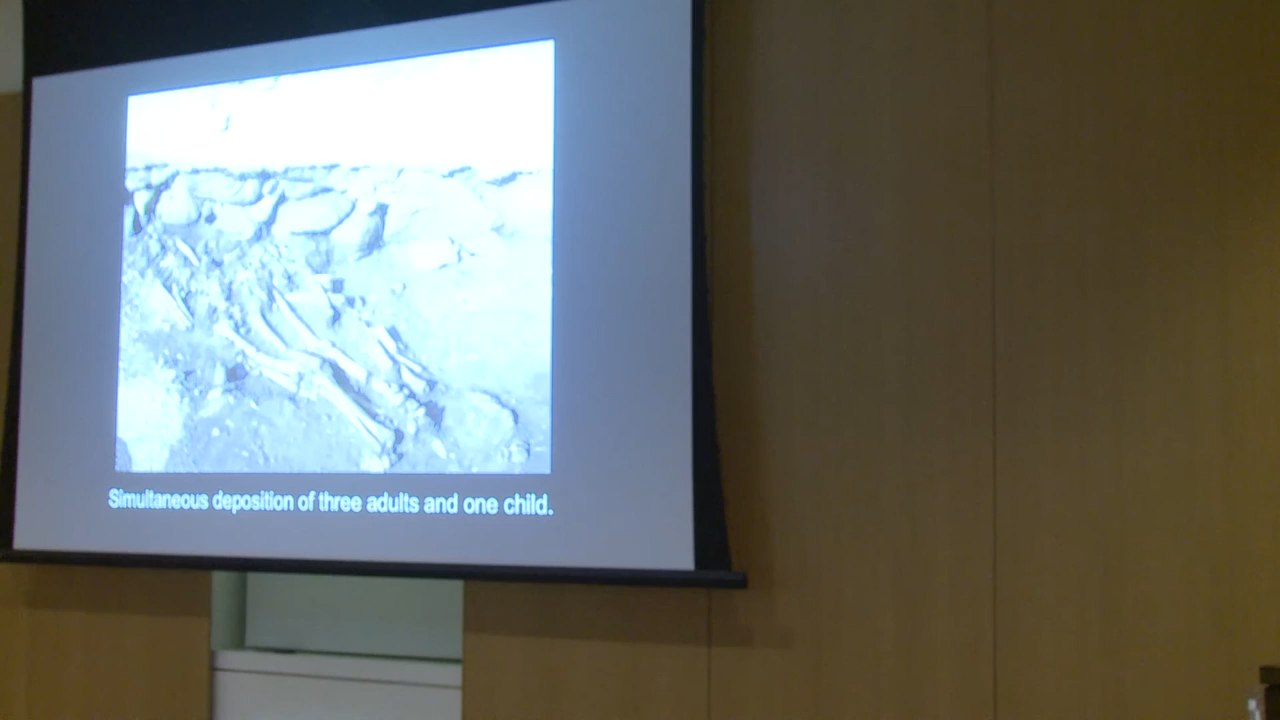 Simultaneous deposition of three adults and one child.